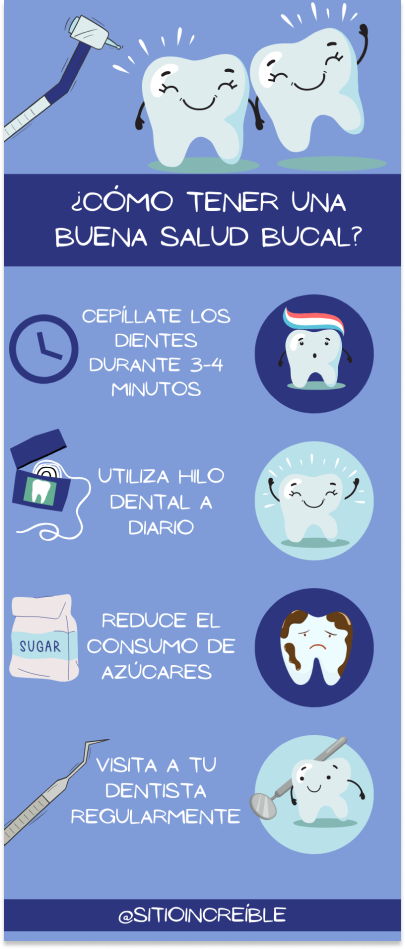 ¿CÓMO TENER UNA
BUENA SALUD BUCAL?
CEPÍLLATE LOS
DIENTES
DURANTE 3-4
MINUTOS
UTILIZA HILO
DENTAL A
DIARIO
SUGAR
REDUCE EL
CONSUMO DE
AZÚCARES
VISITA A TU
DENTISTA
REGULARMENTE
@SITIOINCREÍBLE